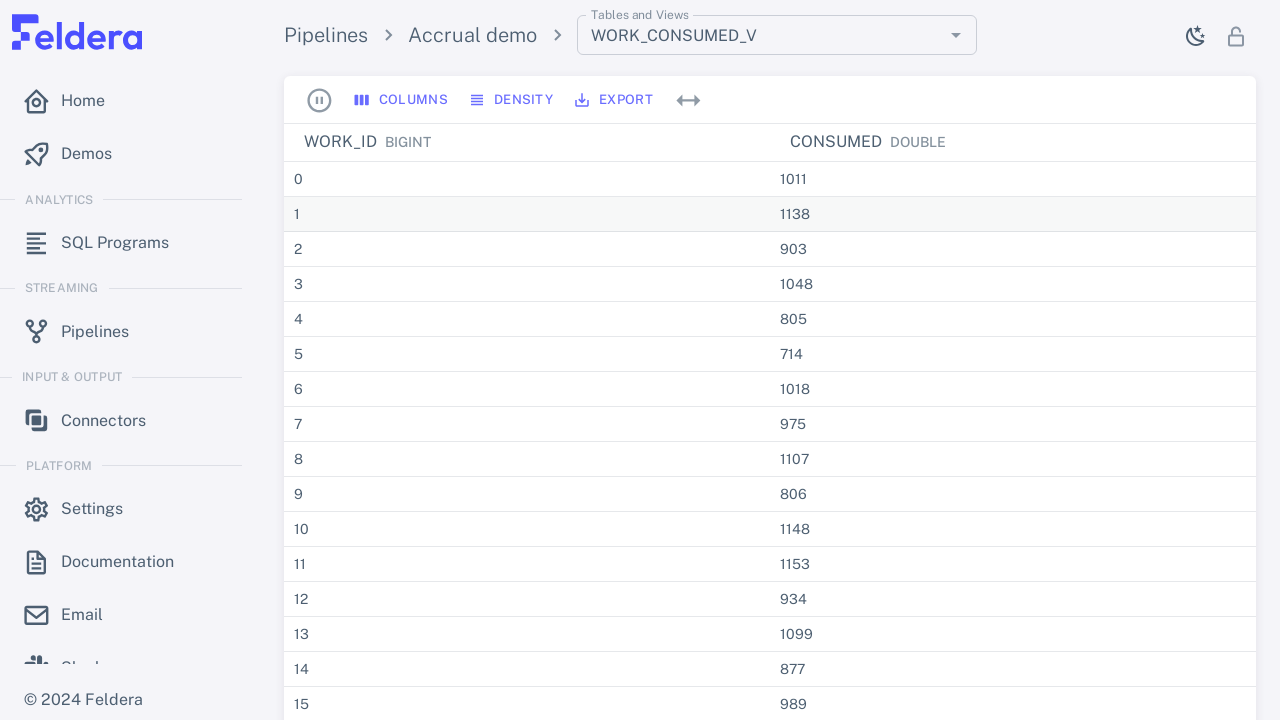 Feldera
Home
Demos
ANALYTICS
SQL Programs
STREAMING
Pipelines
INPUT & OUTPUT
Connectors
PLATFORM
Settings
Documentation
Email
© 2024 Feldera
Pipelines
Accrual demo
Tables and Views
WORK_CONSUMED_V
COLUMNS DENSITY EXPORT
WORK_ID BIGINT CONSUMED DOUBLE
0 1011
1 1138
2 903
3 1048
4 805
5 714
6 1018
7 975
8 1107
9 806
10 1148
11 1153
12 934
13 1099
14 877
15 989